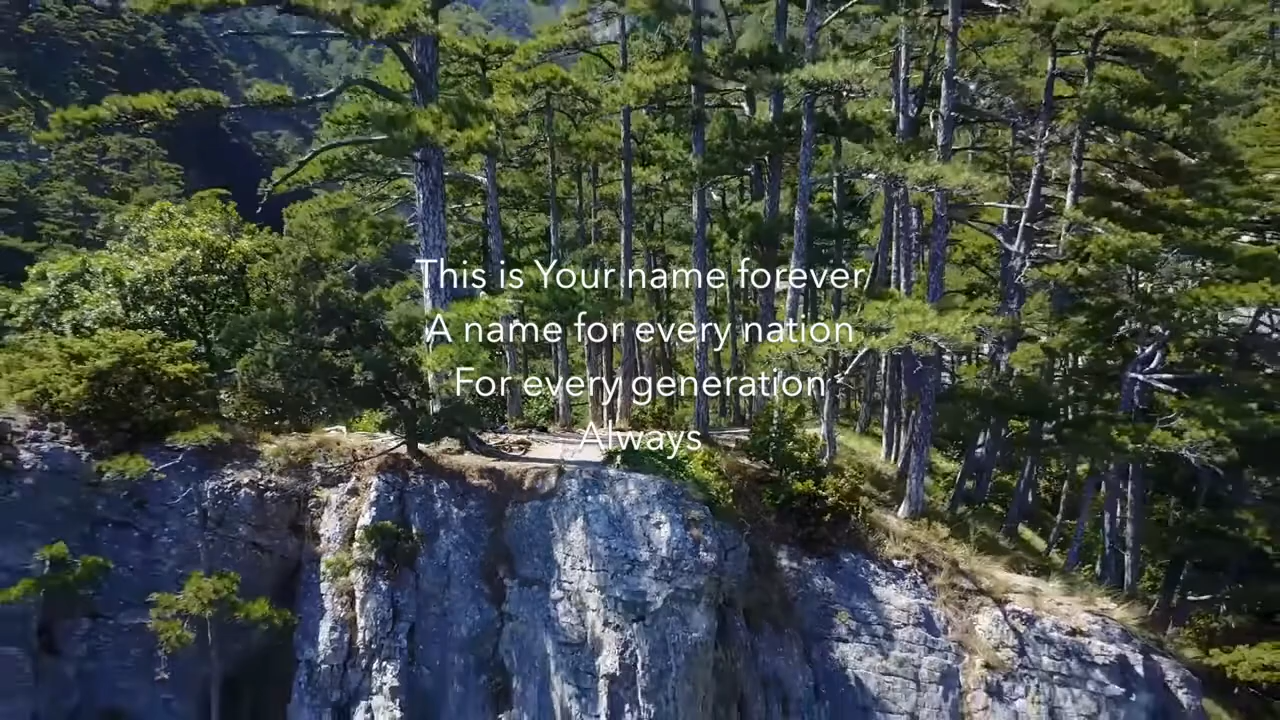 This is Your name forever,
A name for every nation
For every generation,
Always